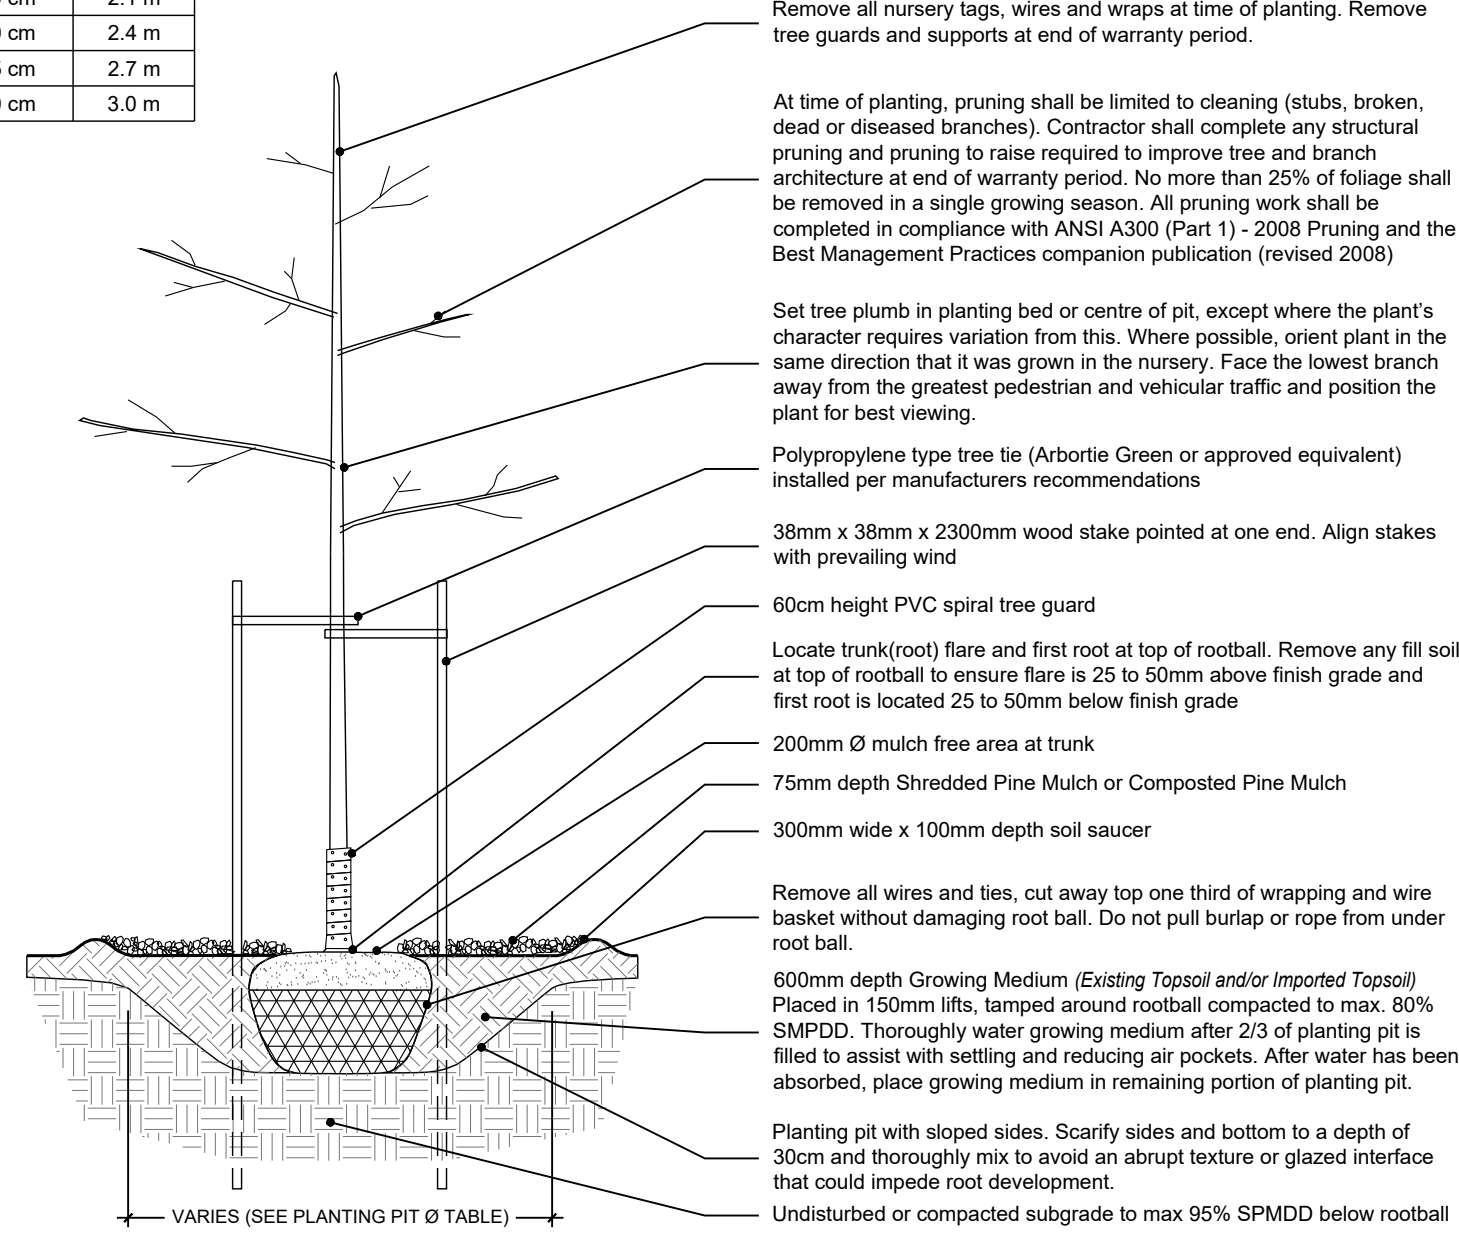 cm 2.1 m
cm 2.4 m
cm 2.7 m
cm 3.0 m
Remove all nursery tags, wires and wraps at time of planting. Remove
tree guards and supports at end of warranty period.
At time of planting, pruning shall be limited to cleaning (stubs, broken,
dead or diseased branches). Contractor shall complete any structural
pruning and pruning to raise required to improve tree and branch
architecture at end of warranty period. No more than 25% of foliage shall
be removed in a single growing season. All pruning work shall be
completed in compliance with ANSI A300 (Part 1) - 2008 Pruning and the
Best Management Practices companion publication (revised 2008)
Set tree plumb in planting bed or centre of pit, except where the plant's
character requires variation from this. Where possible, orient plant in the
same direction that it was grown in the nursery. Face the lowest branch
away from the greatest pedestrian and vehicular traffic and position the
plant for best viewing.
Polypropylene type tree tie (Arbortie Green or approved equivalent)
installed per manufacturers recommendations
38mm x 38mm x 2300mm wood stake pointed at one end. Align stakes
with prevailing wind
60cm height PVC spiral tree guard
Locate trunk(root) flare and first root at top of rootball. Remove any fill soil
at top of rootball to ensure flare is 25 to 50mm above finish grade and
first root is located 25 to 50mm below finish grade
200mm Ø mulch free area at trunk
75mm depth Shredded Pine Mulch or Composted Pine Mulch
300mm wide x 100mm depth soil saucer
Remove all wires and ties, cut away top one third of wrapping and wire
basket without damaging root ball. Do not pull burlap or rope from under
root ball.
600mm depth Growing Medium (Existing Topsoil and/or Imported Topsoil)
Placed in 150mm lifts, tamped around rootball compacted to max. 80%
SMPDD. Thoroughly water growing medium after 2/3 of planting pit is
filled to assist with settling and reducing air pockets. After water has been
absorbed, place growing medium in remaining portion of planting pit.
Planting pit with sloped sides. Scarify sides and bottom to a depth of
30cm and thoroughly mix to avoid an abrupt texture or glazed interface
that could impede root development.
Undisturbed or compacted subgrade to max 95% SPMDD below rootball
VARIES (SEE PLANTING PIT Ø TABLE)